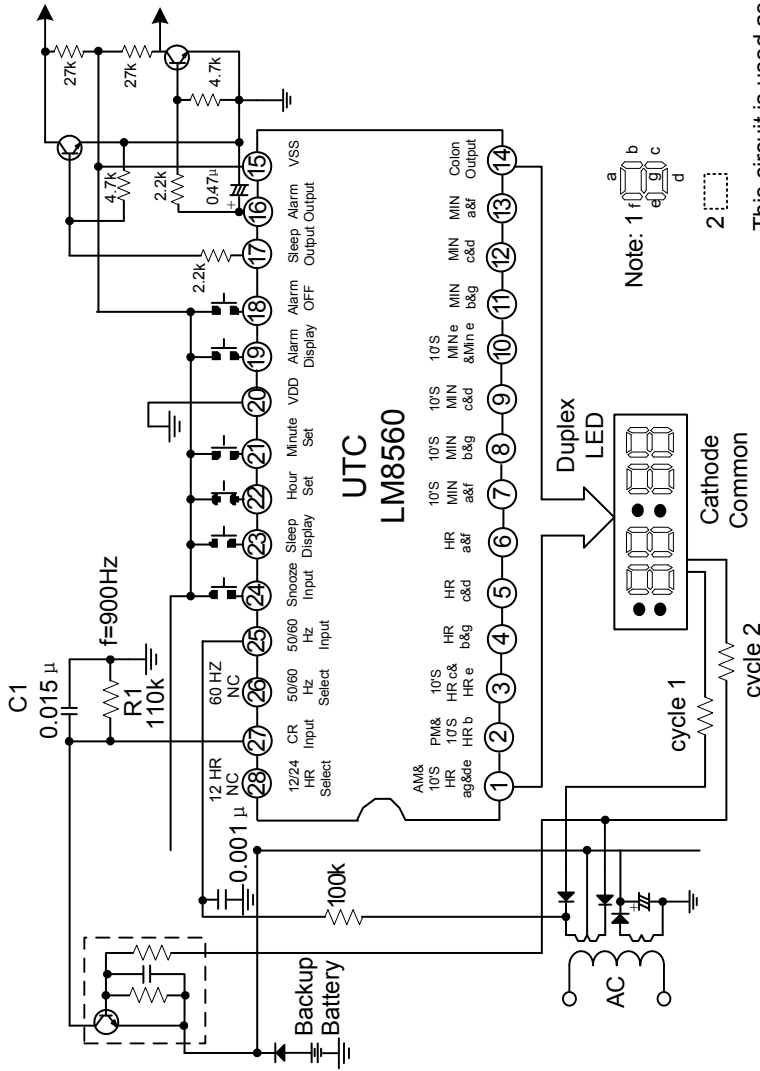 C1
0.015 μ
R1
110k
f=900Hz
27k
27k
4.7k
4.7k
2.2k
0.47μ
+
2.2k
12 HR
NC
60 HZ
NC
28
27
26
25
24
23
22
21
20
19
18
17
16
15
12/24
HR
Select
CR
Input
50/60
Hz
Select
50/60
Hz
Input
Snooze
Input
Sleep
Display
Hour
Set
Minute
Set
VDD
Alarm
Display
Alarm
OFF
Sleep
Output
Alarm
Output
VSS
UTC
LM8560
AM&
10'S
HR
ag&de
PM&
10'S
HR b
10'S
HR c&
HR e
HR
b&g
HR
c&d
HR
a&f
10'S
MIN
a&f
10'S
MIN
b&g
10'S
MIN
c&d
10'S
MIN e
&Min e
MIN
b&g
MIN
c&d
MIN
a&f
Colon
Output
1
2
3
4
5
6
7
8
9
10
11
12
13
14
0.001 μ
100k
Backup
Battery
AC
+
cycle 1
cycle 2
Duplex
LED
Cathode
Common
Note: 1
a
b
c
d
e
f
g
2
This circuit is used as